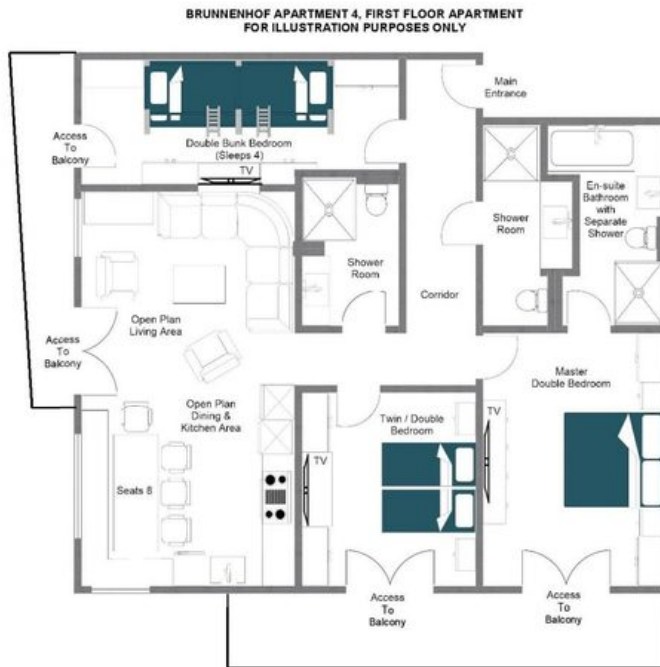 BRUNNENHOF APARTMENT 4, FIRST FLOOR APARTMENT
FOR ILLUSTRATION PURPOSES ONLY
Main
Entrance
Access
To
Balcony
Double Bunk Bedroom
(Sleeps 4)
TV
En-suite
Bathroom
with
Separate
Shower
Shower
Room
Shower
Room
Corridor
Open Plan
Living Area
Access
To
Balcony
Master
Double Bedroom
Open Plan
Dining &
Kitchen Area
Twin / Double
Bedroom
TV
TV
Seats 8
Access
To
Balcony
Access
To
Balcony